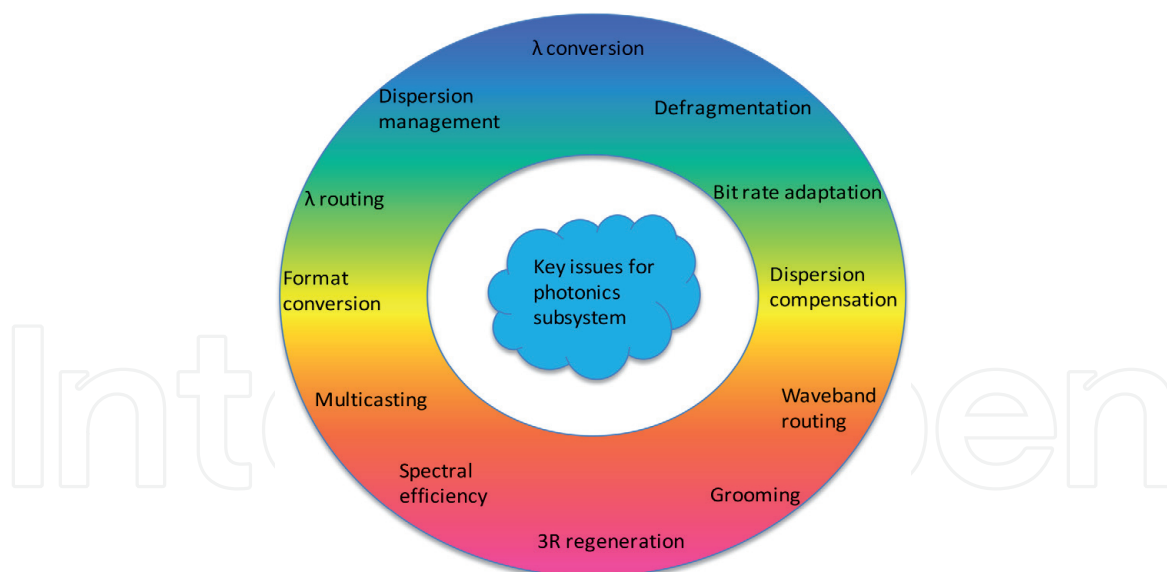 λ conversion
Dispersion
management
Defragmentation
λ routing
Bit rate adaptation
Key issues for
photonics
subsystem
Format
conversion
Dispersion
compensation
Multicasting
Waveband
routing
Spectral
efficiency
Grooming
3R regeneration